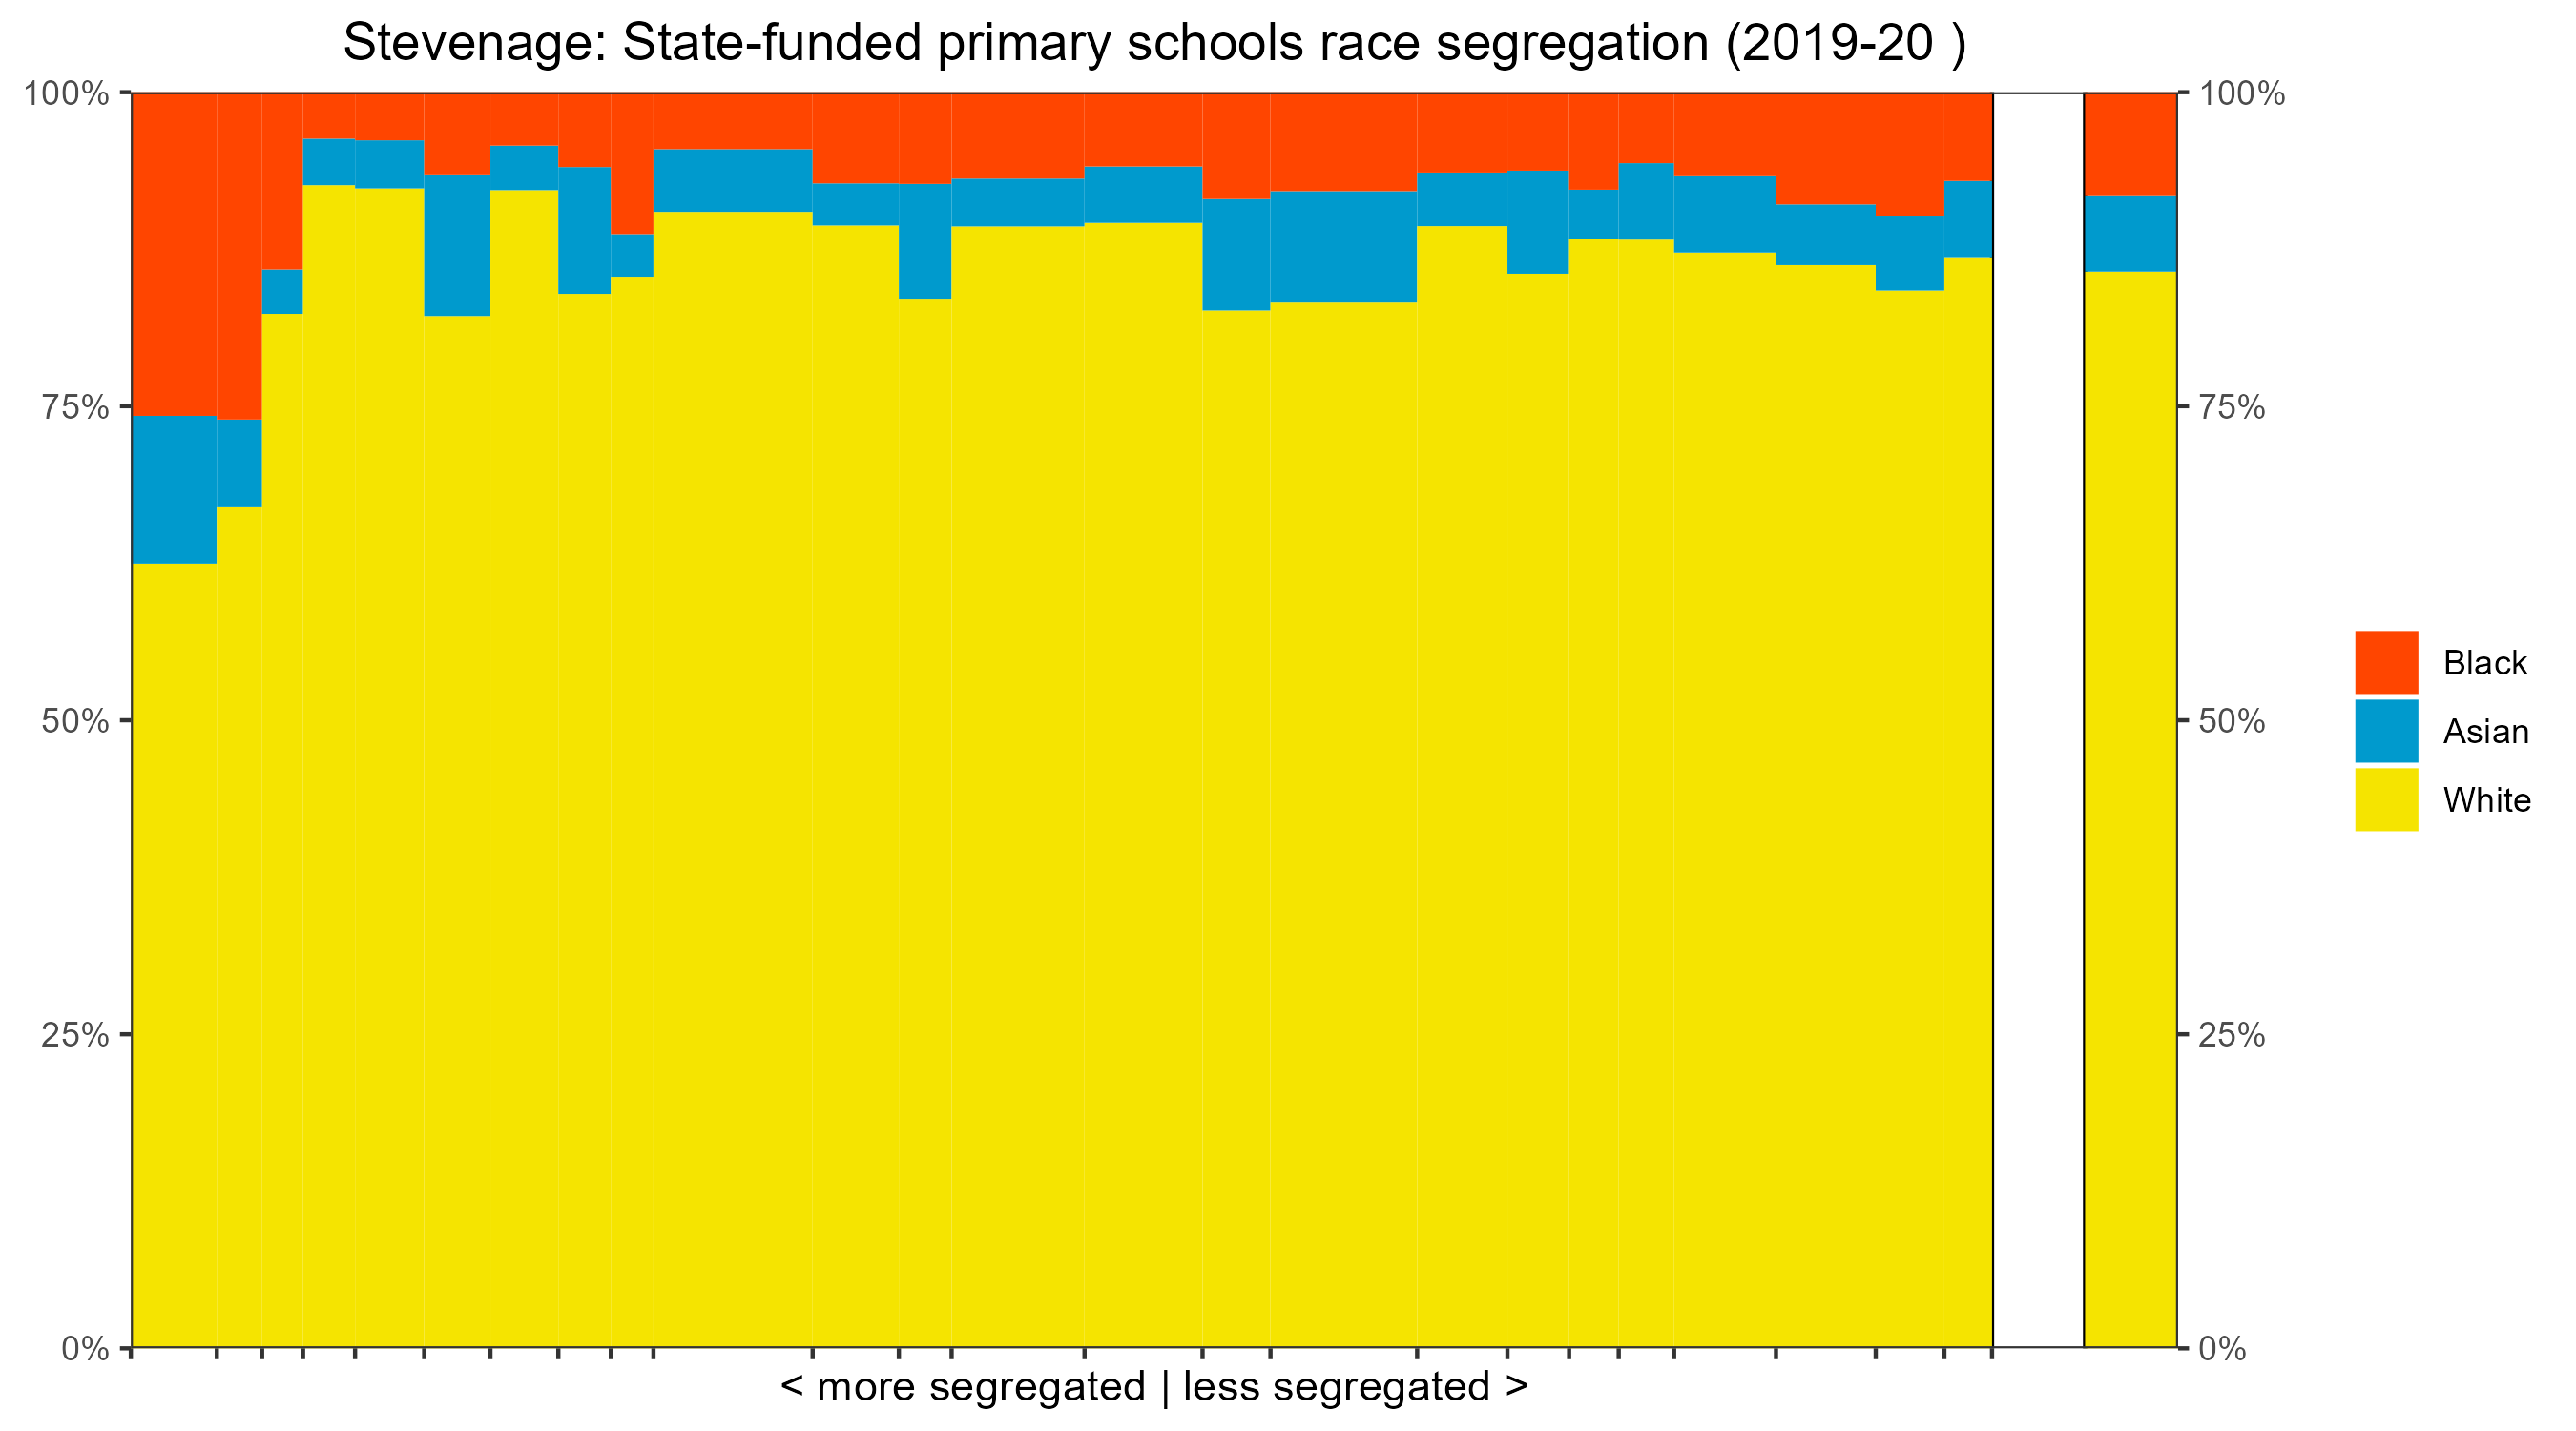 Stevenage: State-funded primary schools race segregation (2019-20 )
100%
75%
50%
25%
0%
100%
75%
50%
25%
0%
Black
Asian
White
< more segregated | less segregated >